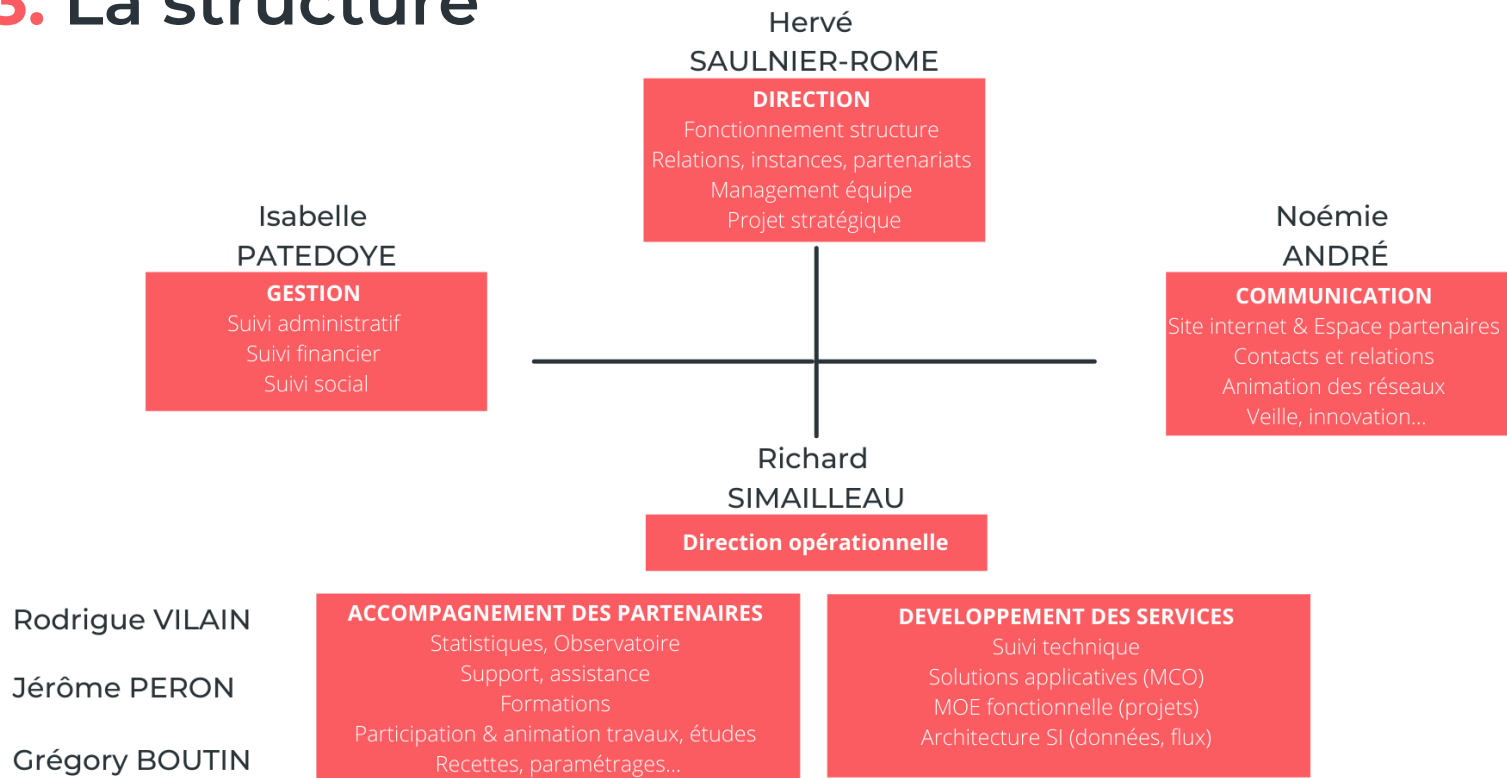 3. La structure
Hervé
SAULNIER-ROME
DIRECTION
Fonctionnement structure
Relations, instances, partenariats
Management équipe
Projet stratégique
Isabelle
PATEDOYE
GESTION
Suivi administratif
Suivi financier
Suivi social
Noémie
ANDRÉ
COMMUNICATION
Site internet & Espace partenaires
Contacts et relations
Animation des réseaux
Veille, innovation...
Richard
SIMAILLEAU
Direction opérationnelle
Rodrigue VILAIN
Jérôme PERON
Grégory BOUTIN
ACCOMPAGNEMENT DES PARTENAIRES
Statistiques, Observatoire
Support, assistance
Formations
Participation & animation travaux, études
Recettes, paramétrages...
DEVELOPPEMENT DES SERVICES
Suivi technique
Solutions applicatives (MCO)
MOE fonctionnelle (projets)
Architecture SI (données, flux)